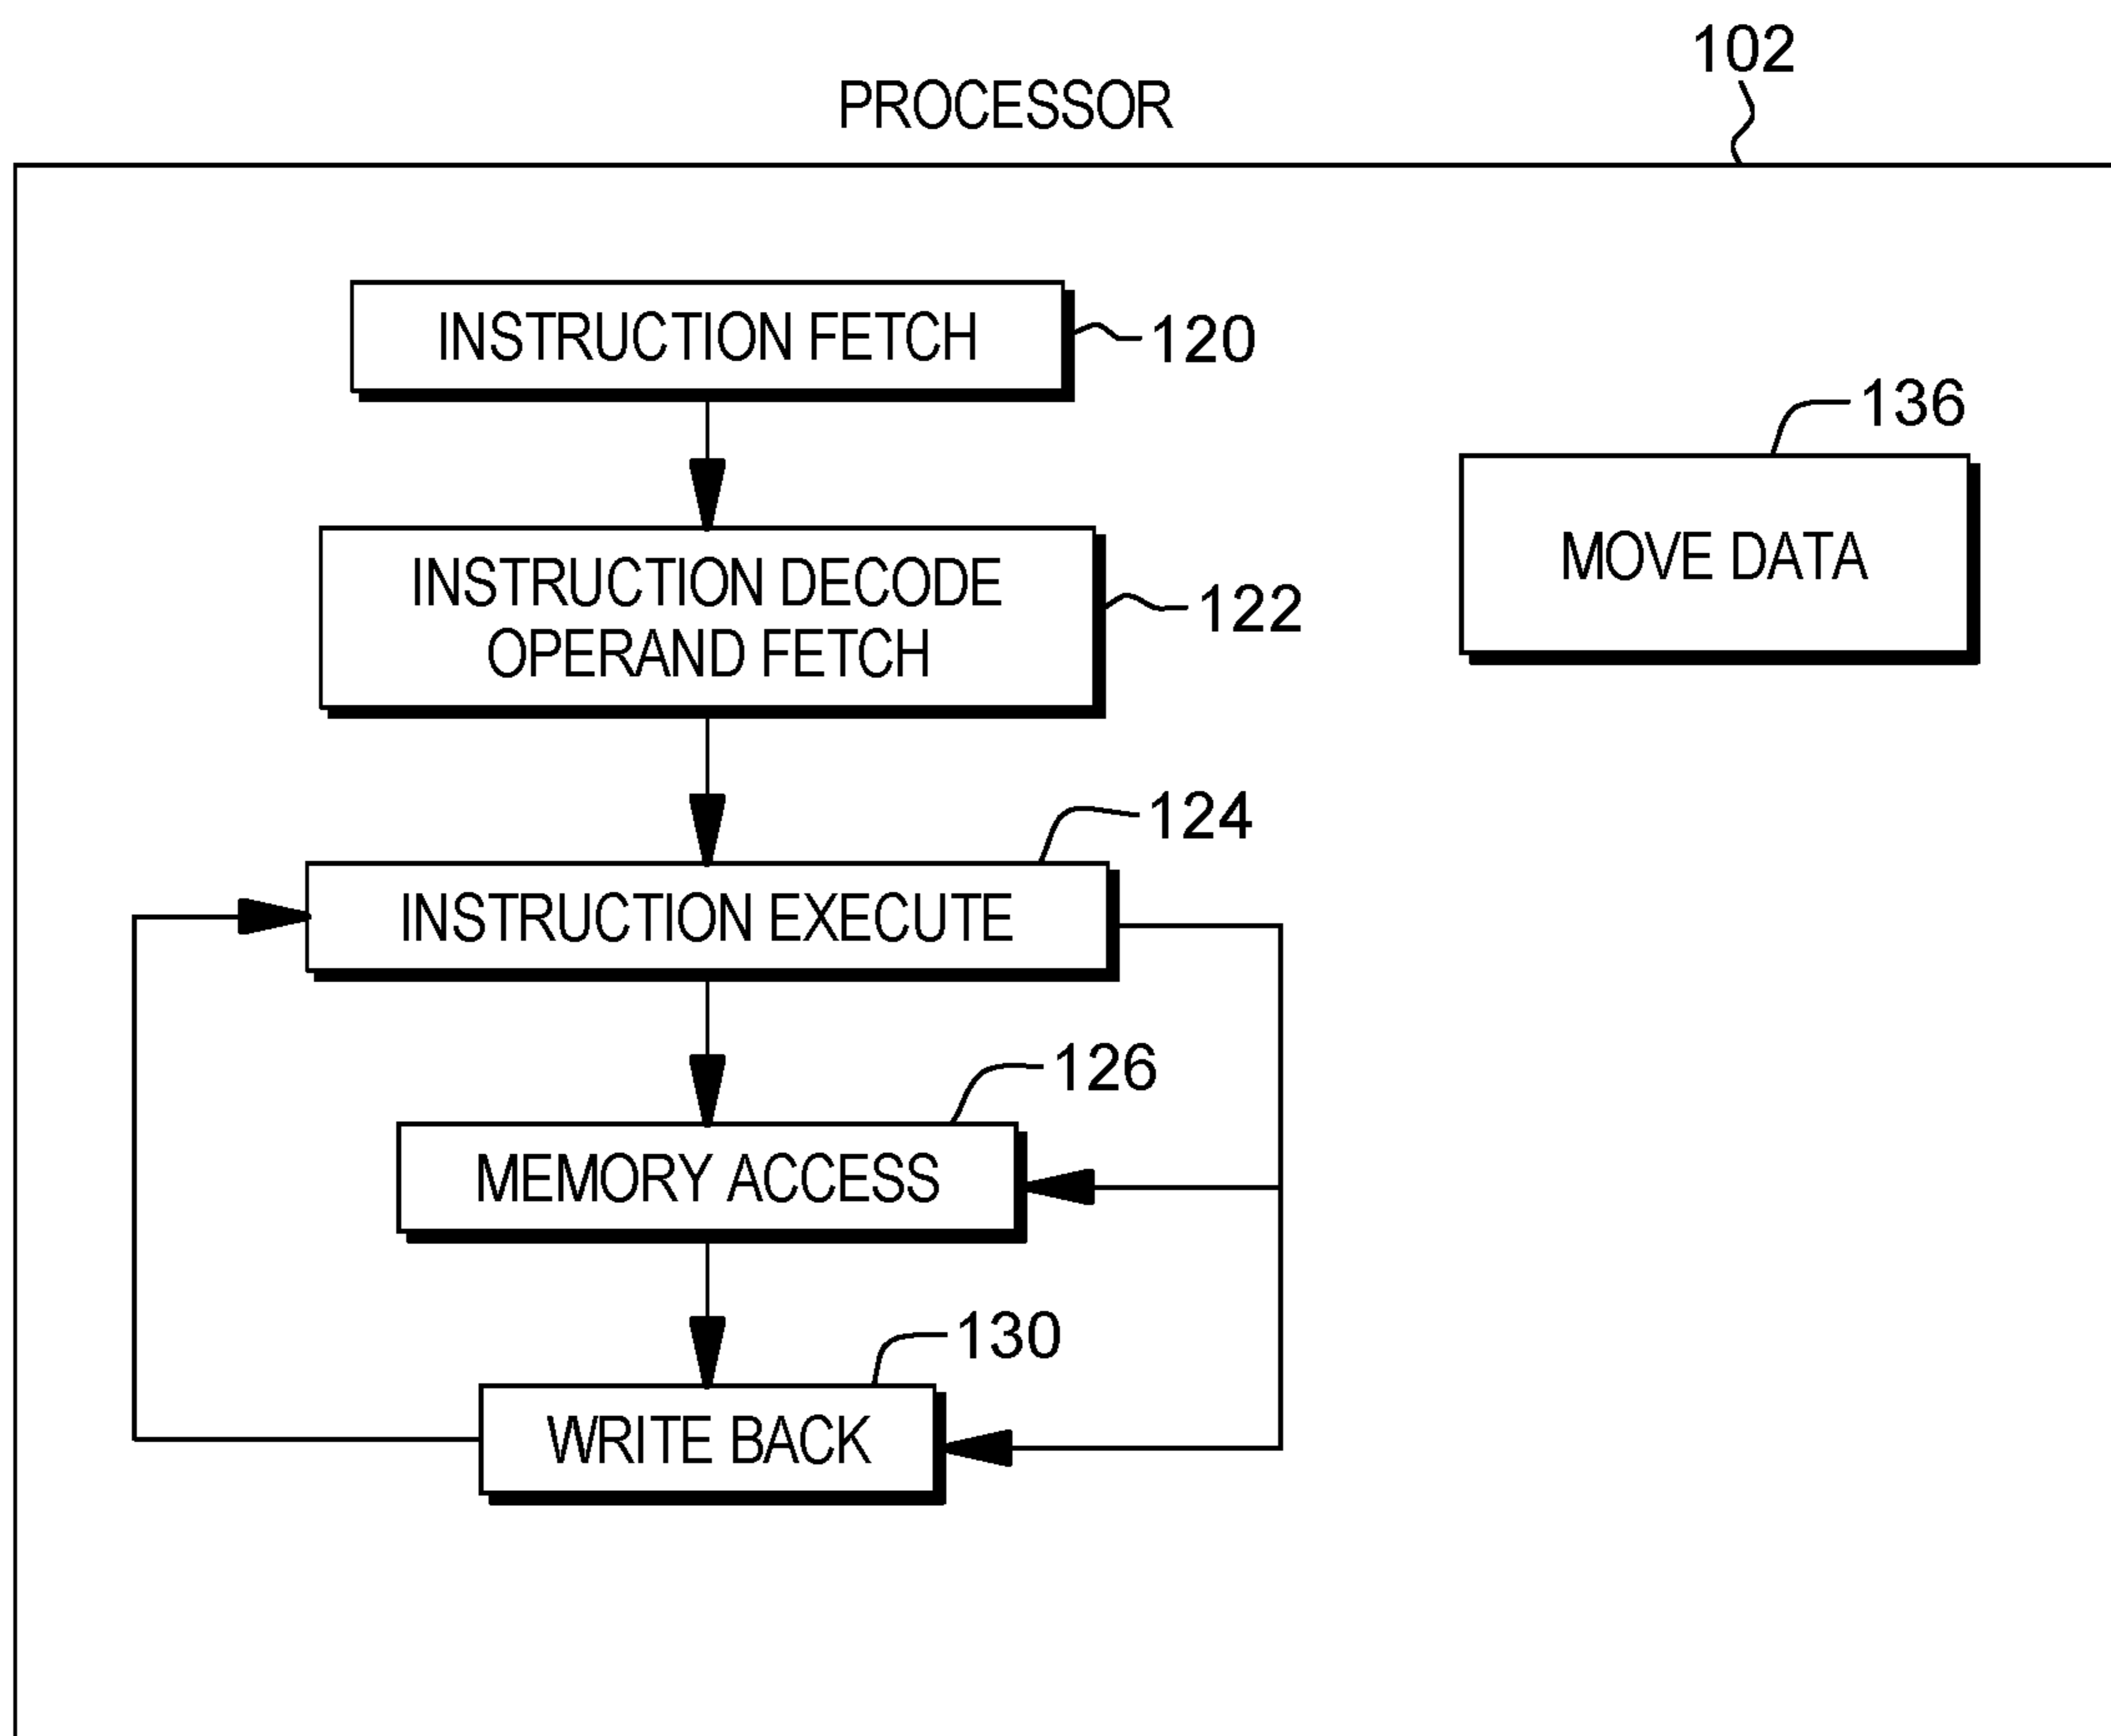 102
PROCESSOR
INSTRUCTION FETCH
120
136
MOVE DATA
INSTRUCTION DECODE
OPERAND FETCH
122
124
INSTRUCTION EXECUTE
126
MEMORY ACCESS
130
WRITE BACK